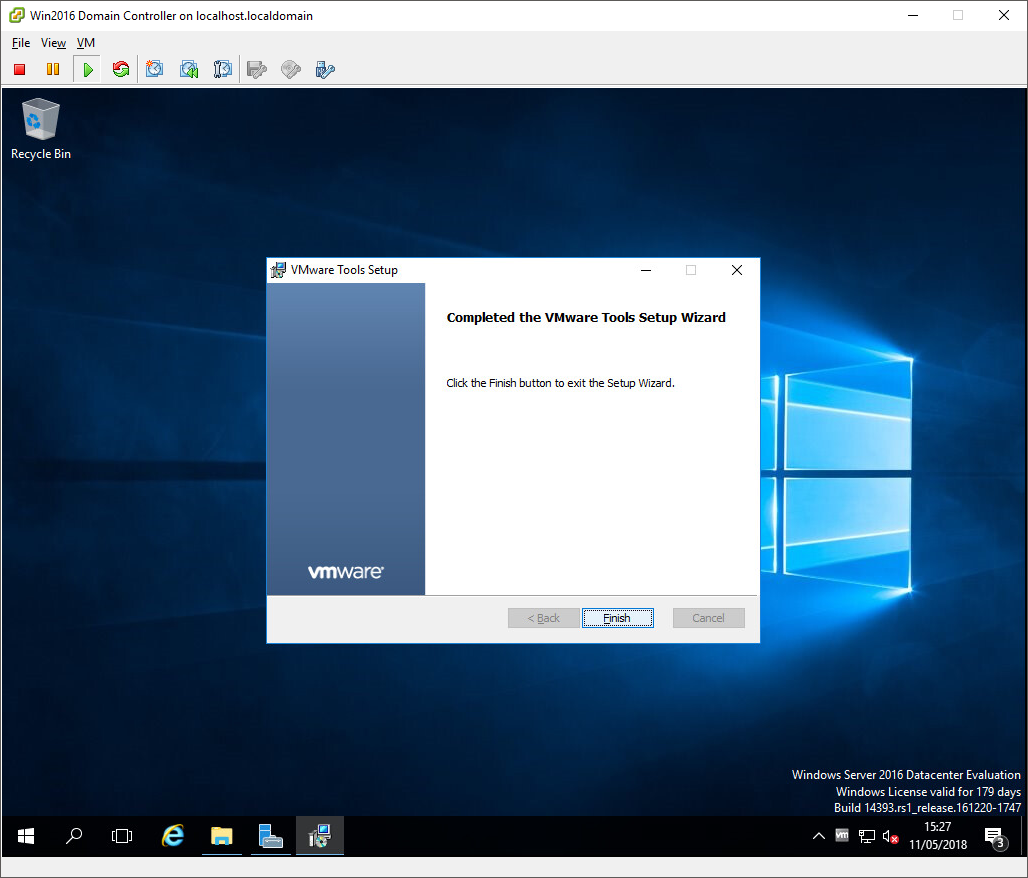 Win2016 Domain Controller on localhost.localdomain
File View VM
Recycle Bin
VMware Tools Setup
Completed the VMware Tools Setup Wizard
Click the Finish button to exit the Setup Wizard.
vmware®
< Back Finish Cancel
Windows Server 2016 Datacenter Evaluation
Windows License valid for 179 days
Build 14393.rs1_release.161220-1747
vm
15:27
11/05/2018
3